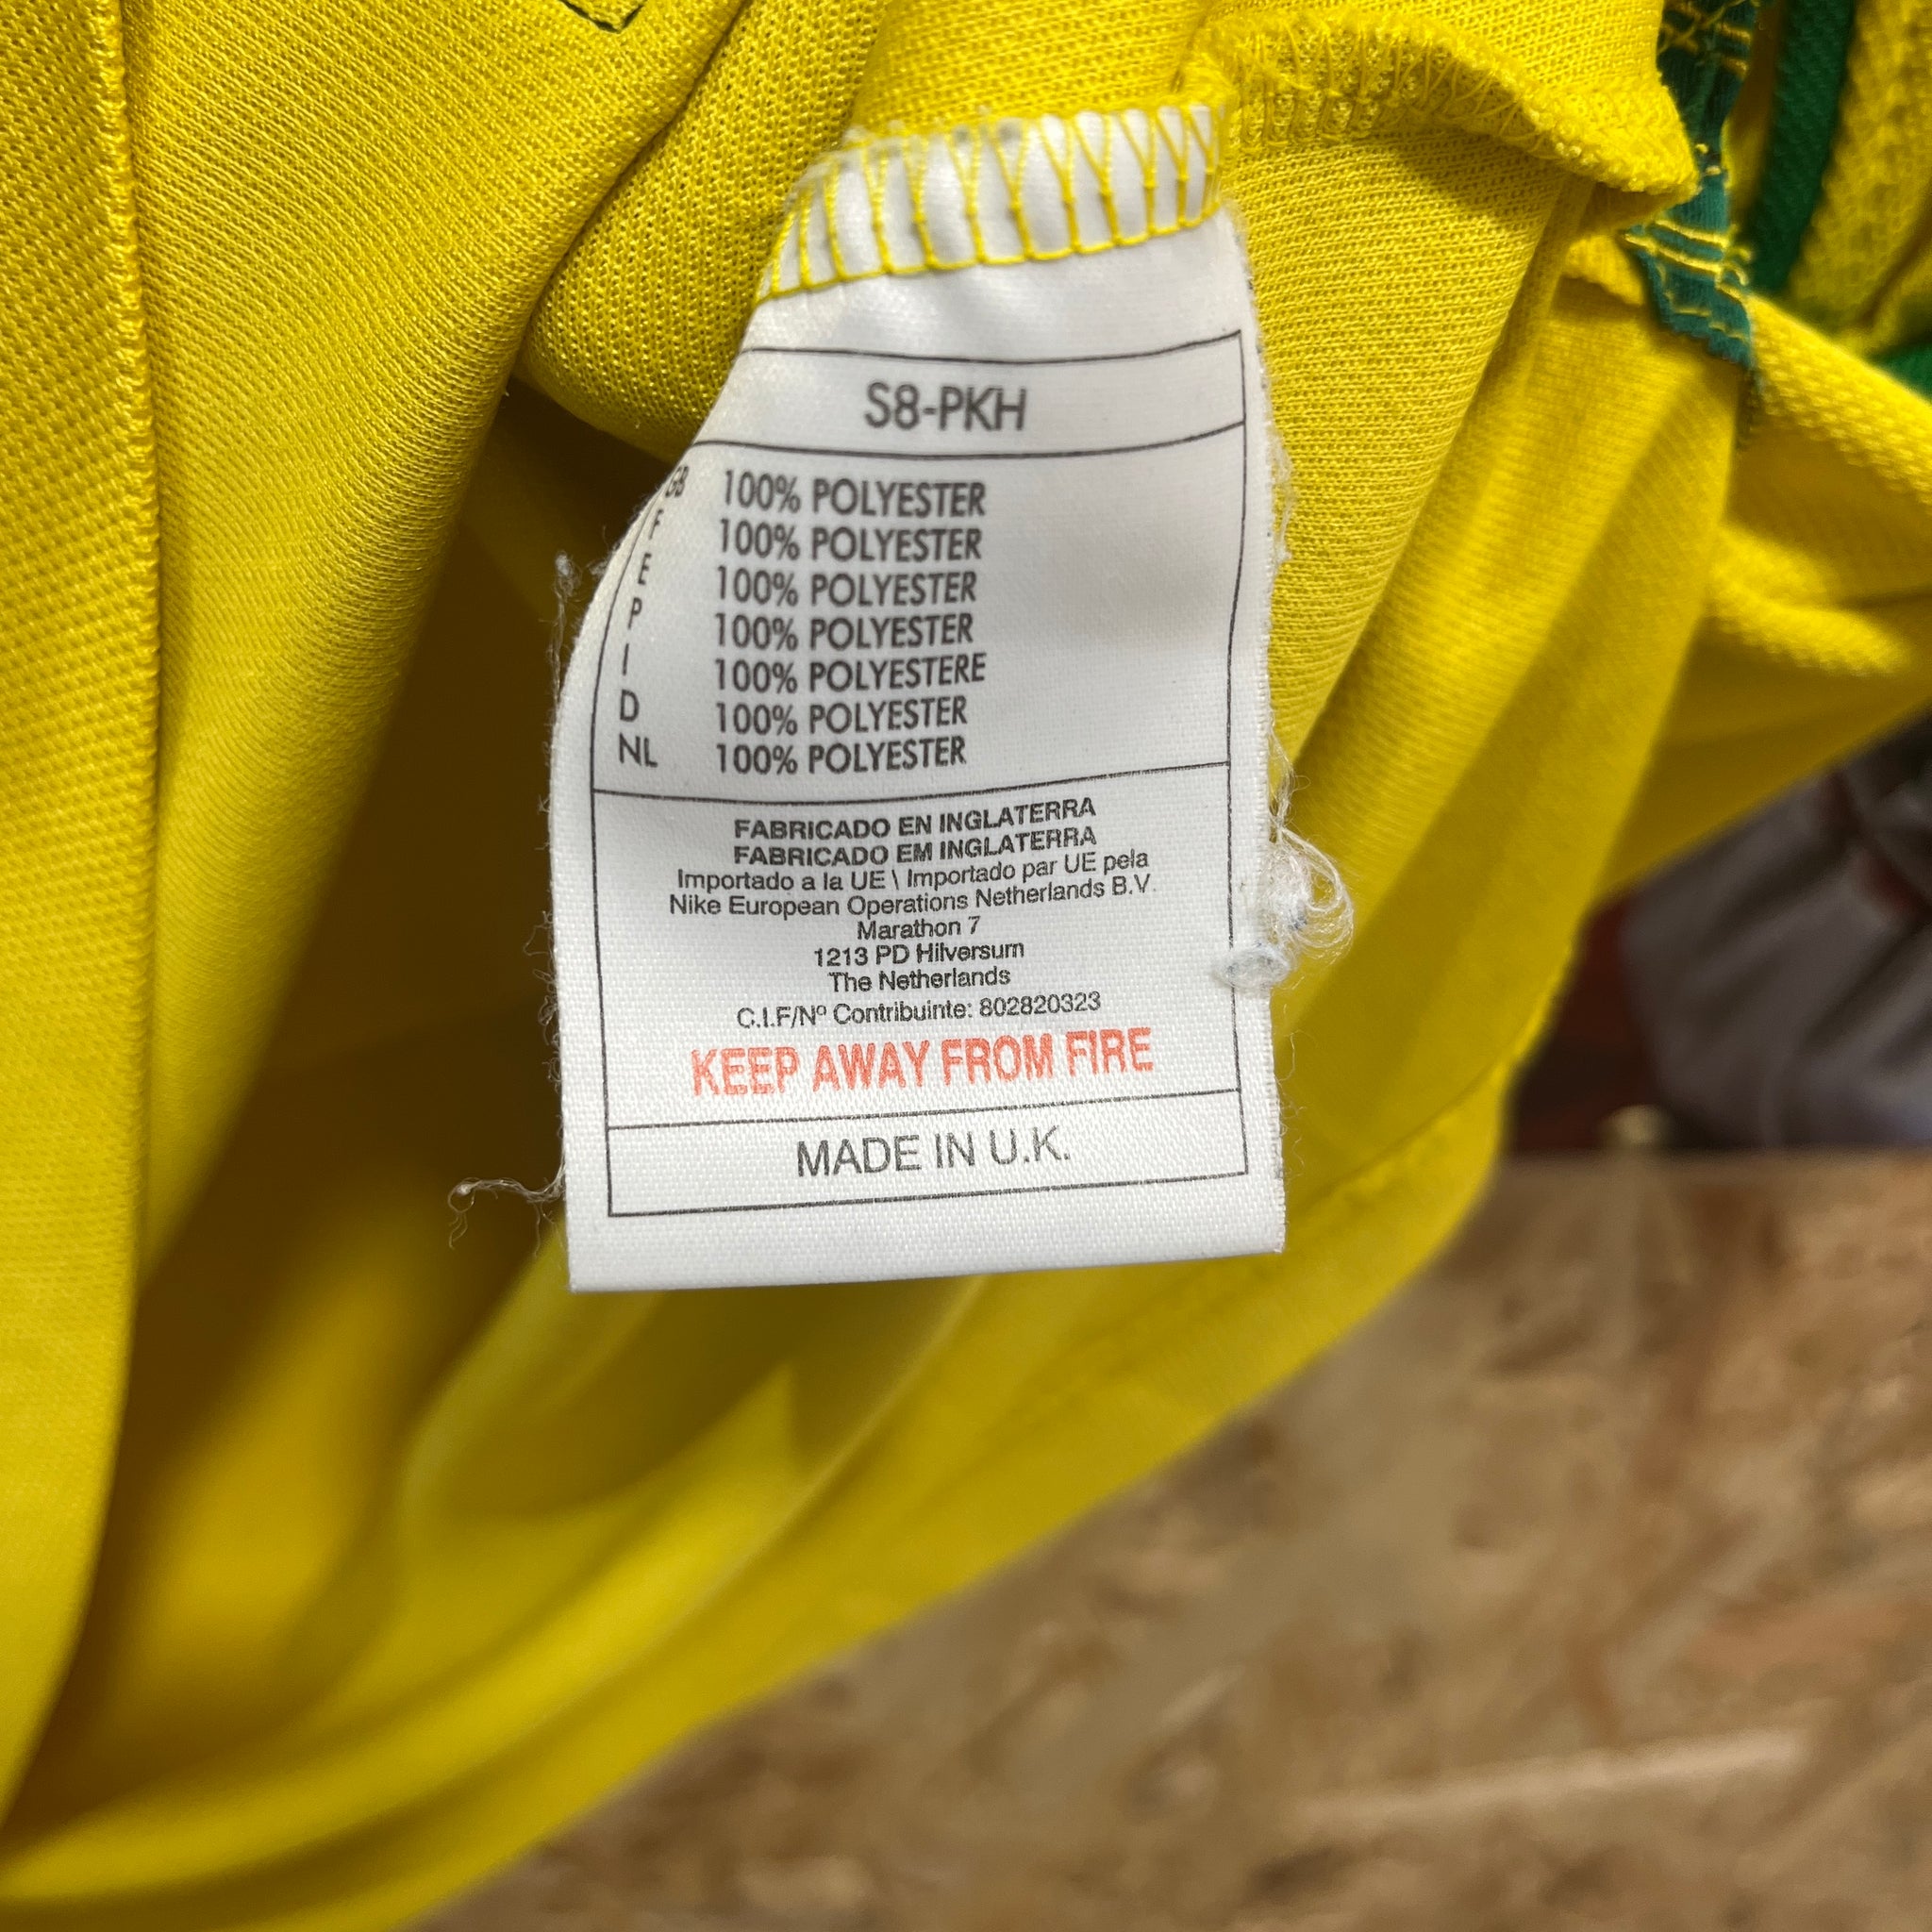 S8-PKH
GB 100% POLYESTER
F 100% POLYESTER
E 100% POLYESTER
P 100% POLYESTER
I 100% POLYESTERE
D 100% POLYESTER
NL 100% POLYESTER
FABRICADO EN INGLATERRA
FABRICADO EM INGLATERRA
Importado a la UE \ Importado par UE pela
Nike European Operations Netherlands B.V.
Marathon 7
1213 PD Hilversum
The Netherlands
C.I.F/Nº Contribuinte: 802820323
KEEP AWAY FROM FIRE
MADE IN U.K.